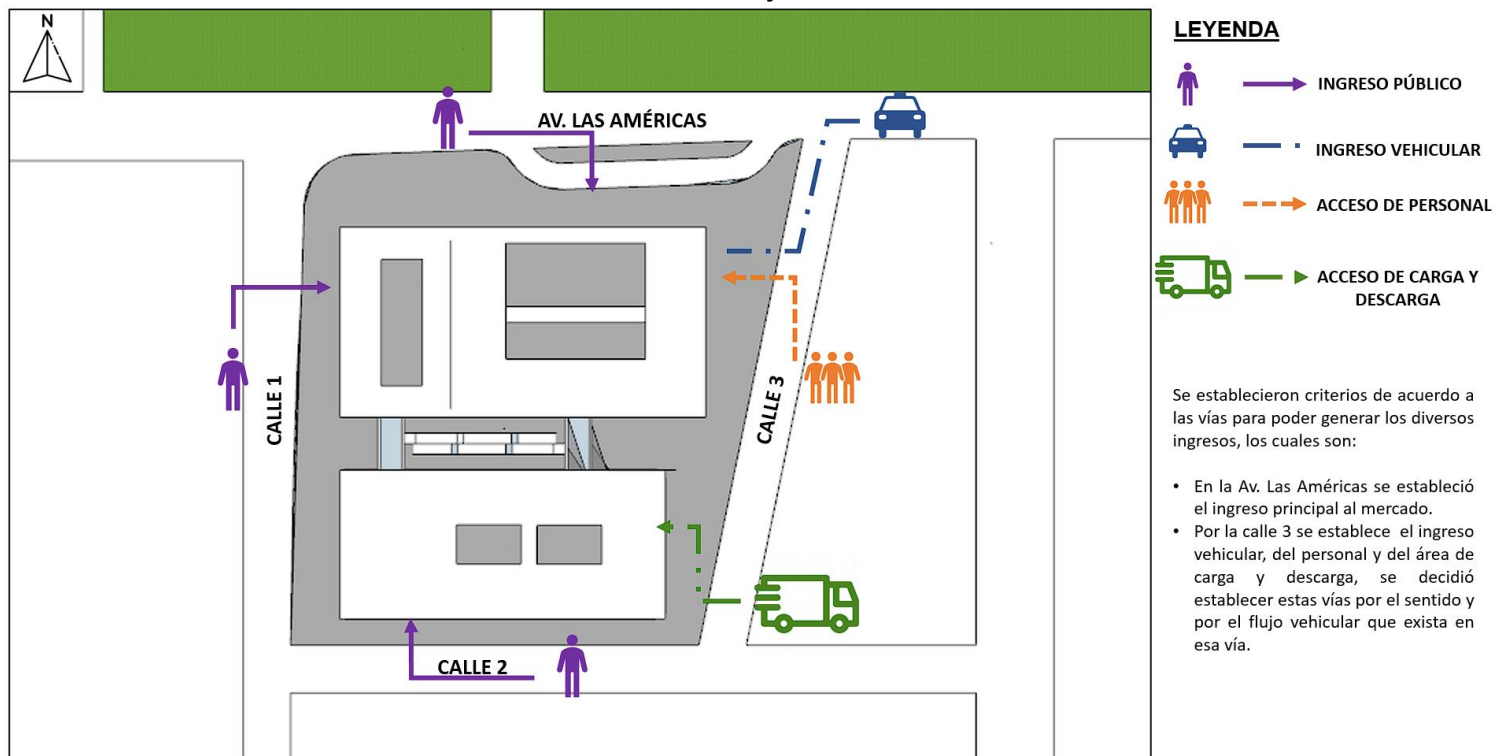 N
AV. LAS AMÉRICAS
CALLE 1
CALLE 3
CALLE 2
LEYENDA
INGRESO PÚBLICO
INGRESO VEHICULAR
ACCESO DE PERSONAL
ACCESO DE CARGA Y
DESCARGA
Se establecieron criterios de acuerdo a
las vías para poder generar los diversos
ingresos, los cuales son:
• En la Av. Las Américas se estableció
el ingreso principal al mercado.
• Por la calle 3 se establece el ingreso
vehicular, del personal y del área de
carga y descarga, se decidió
establecer estas vías por el sentido y
por el flujo vehicular que exista en
esa vía.